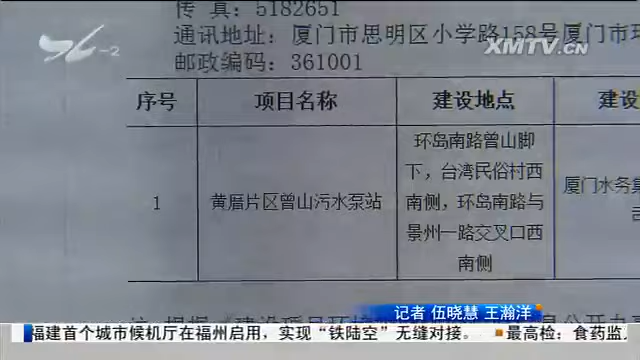 传 真：5182651
通讯地址：厦门市思明区小学路158号厦门市环
邮政编码：361001
XMTV.CN
-2
序号 项目名称 建设地点 建设
1 黄厝片区曾山污水泵站
环岛南路曾山脚
下，台湾民俗村西
南侧，环岛南路与
景州一路交叉口西
南侧
厦门水务集
记者 伍晓慧 王瀚洋
福建首个城市候机厅在福州启用，实现“铁陆空”无缝对接。 ■最高检：食药监